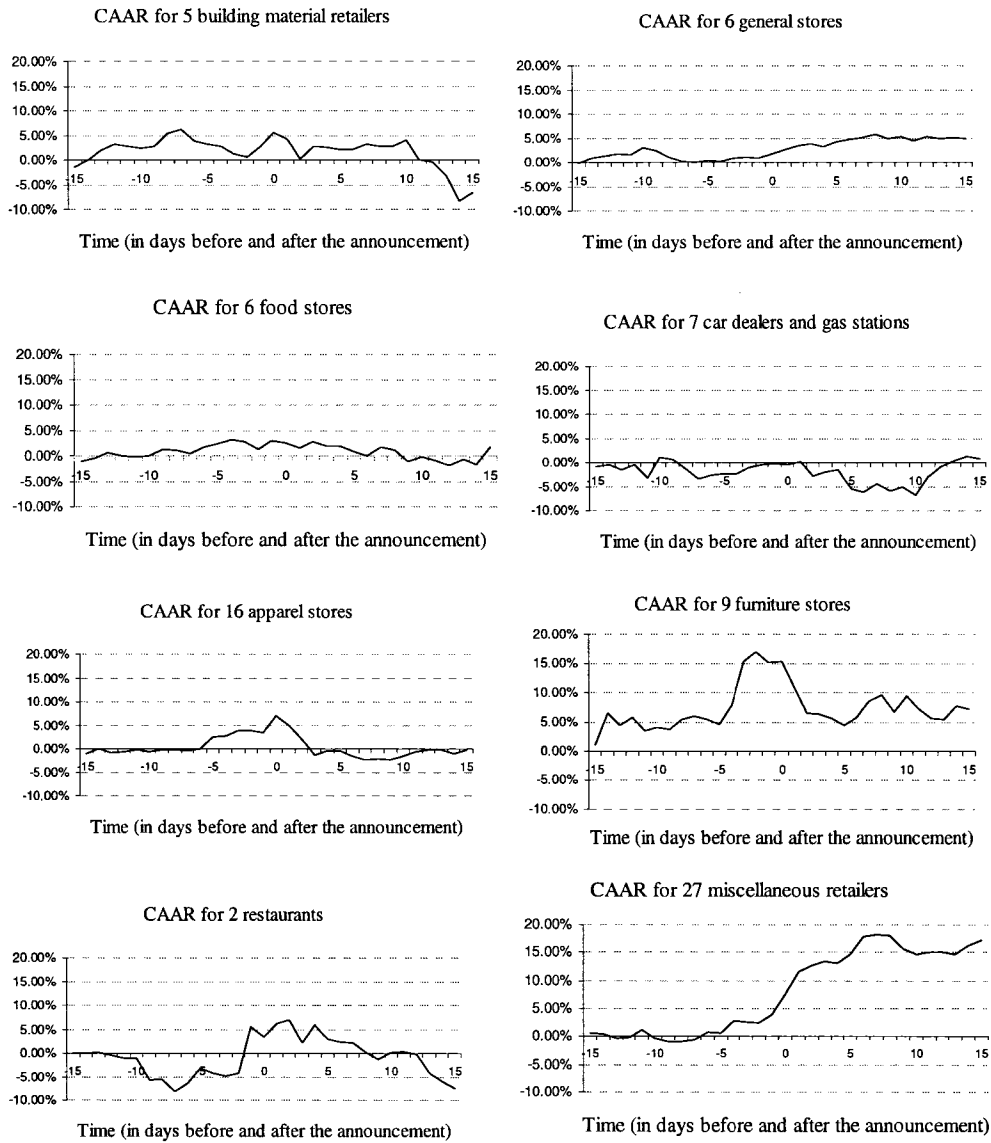 CAAR for 5 building material retailers
20.00%
15.00%
10.00%
5.00%
0.00%
-5.00%
-10.00%
-15 -10 -5 0 5 10 15
Time (in days before and after the announcement)
CAAR for 6 general stores
20.00%
15.00%
10.00%
5.00%
0.00%
-5.00%
-10.00%
-15 -10 -5 0 5 10 15
Time (in days before and after the announcement)
CAAR for 6 food stores
20.00%
15.00%
10.00%
5.00%
0.00%
-5.00%
-10.00%
-15 -10 -5 0 5 10 15
Time (in days before and after the announcement)
CAAR for 7 car dealers and gas stations
20.00%
15.00%
10.00%
5.00%
0.00%
-5.00%
-10.00%
-15 -10 -5 0 5 10 15
Time (in days before and after the announcement)
CAAR for 16 apparel stores
20.00%
15.00%
10.00%
5.00%
0.00%
-5.00%
-10.00%
-15 -10 -5 0 5 10 15
Time (in days before and after the announcement)
CAAR for 9 furniture stores
20.00%
15.00%
10.00%
5.00%
0.00%
-5.00%
-10.00%
-15 -10 -5 0 5 10 15
Time (in days before and after the announcement)
CAAR for 2 restaurants
20.00%
15.00%
10.00%
5.00%
0.00%
-5.00%
-10.00%
-15 -10 -5 0 5 10 15
Time (in days before and after the announcement)
CAAR for 27 miscellaneous retailers
20.00%
15.00%
10.00%
5.00%
0.00%
-5.00%
-10.00%
-15 -10 -5 0 5 10 15
Time (in days before and after the announcement)